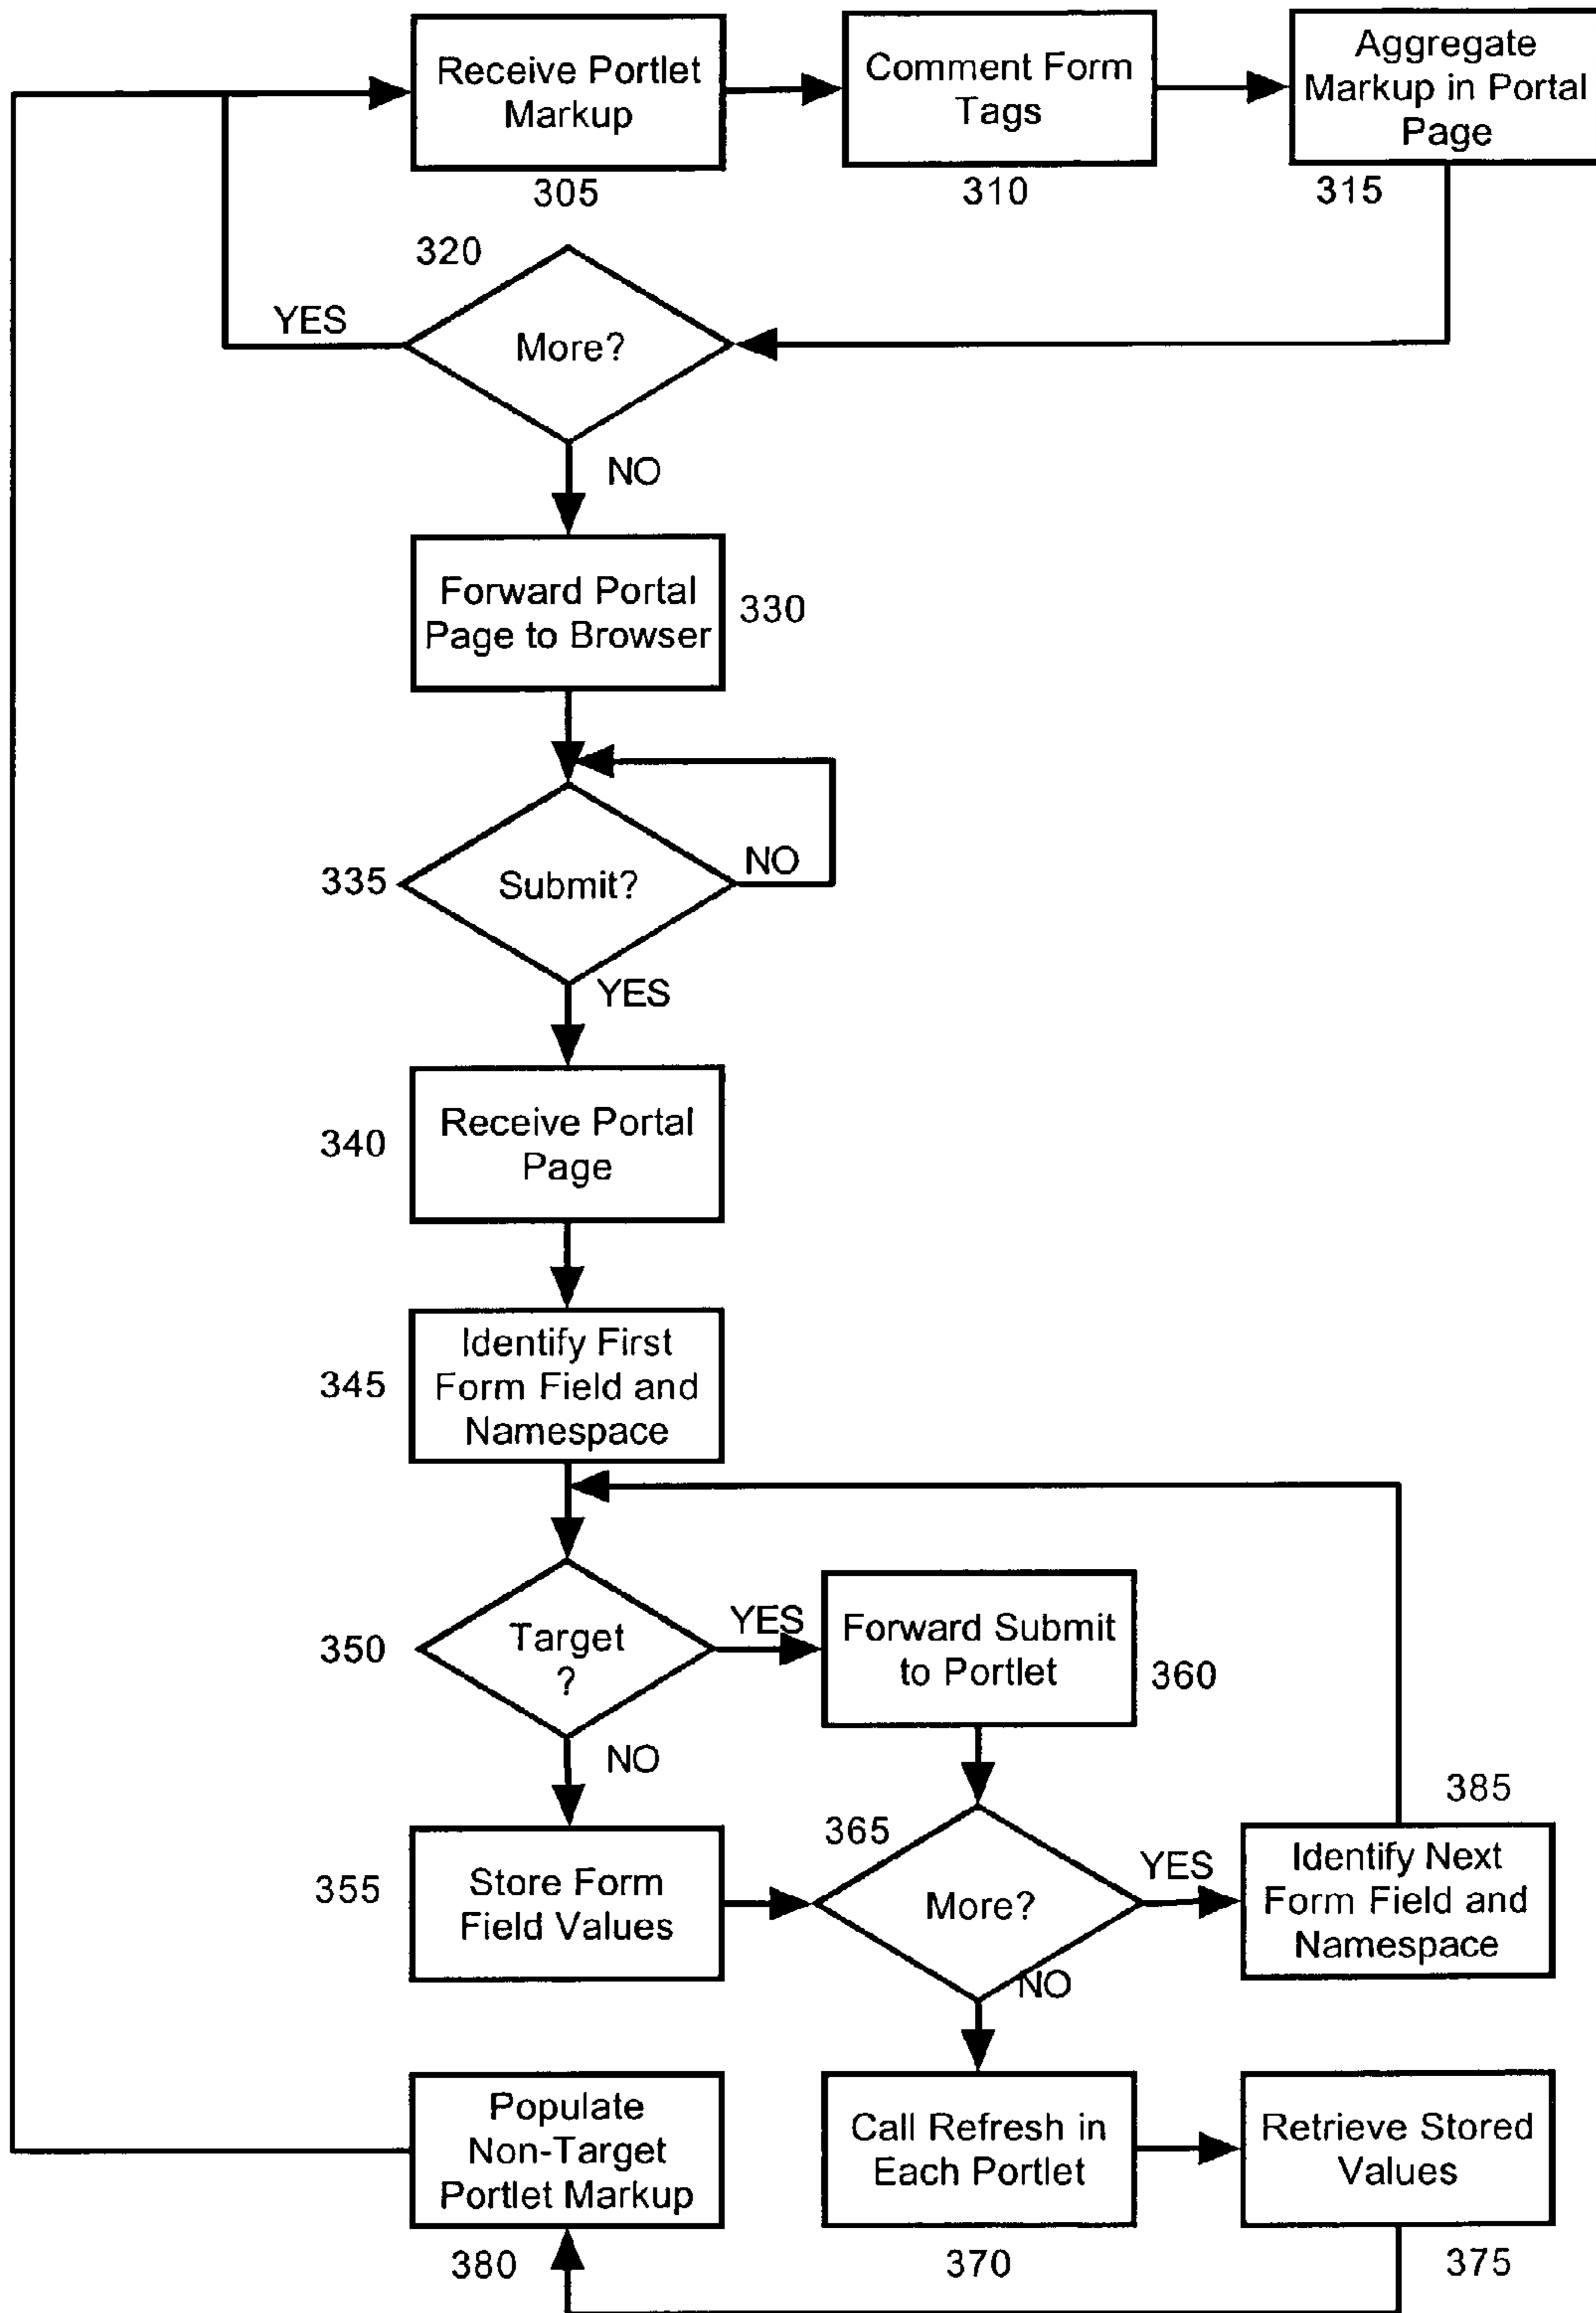 Receive Portlet
Markup
305
Comment Form
Tags
310
Aggregate
Markup in Portal
Page
315
320
YES
More?
NO
Forward Portal
Page to Browser
330
335
Submit?
NO
YES
340
Receive Portal
Page
345
Identify First
Form Field and
Namespace
350
Target
?
YES
Forward Submit
to Portlet
360
NO
355
Store Form
Field Values
365
More?
YES
385
Identify Next
Form Field and
Namespace
NO
Populate
Non-Target
Portlet Markup
380
Call Refresh in
Each Portlet
370
Retrieve Stored
Values
375